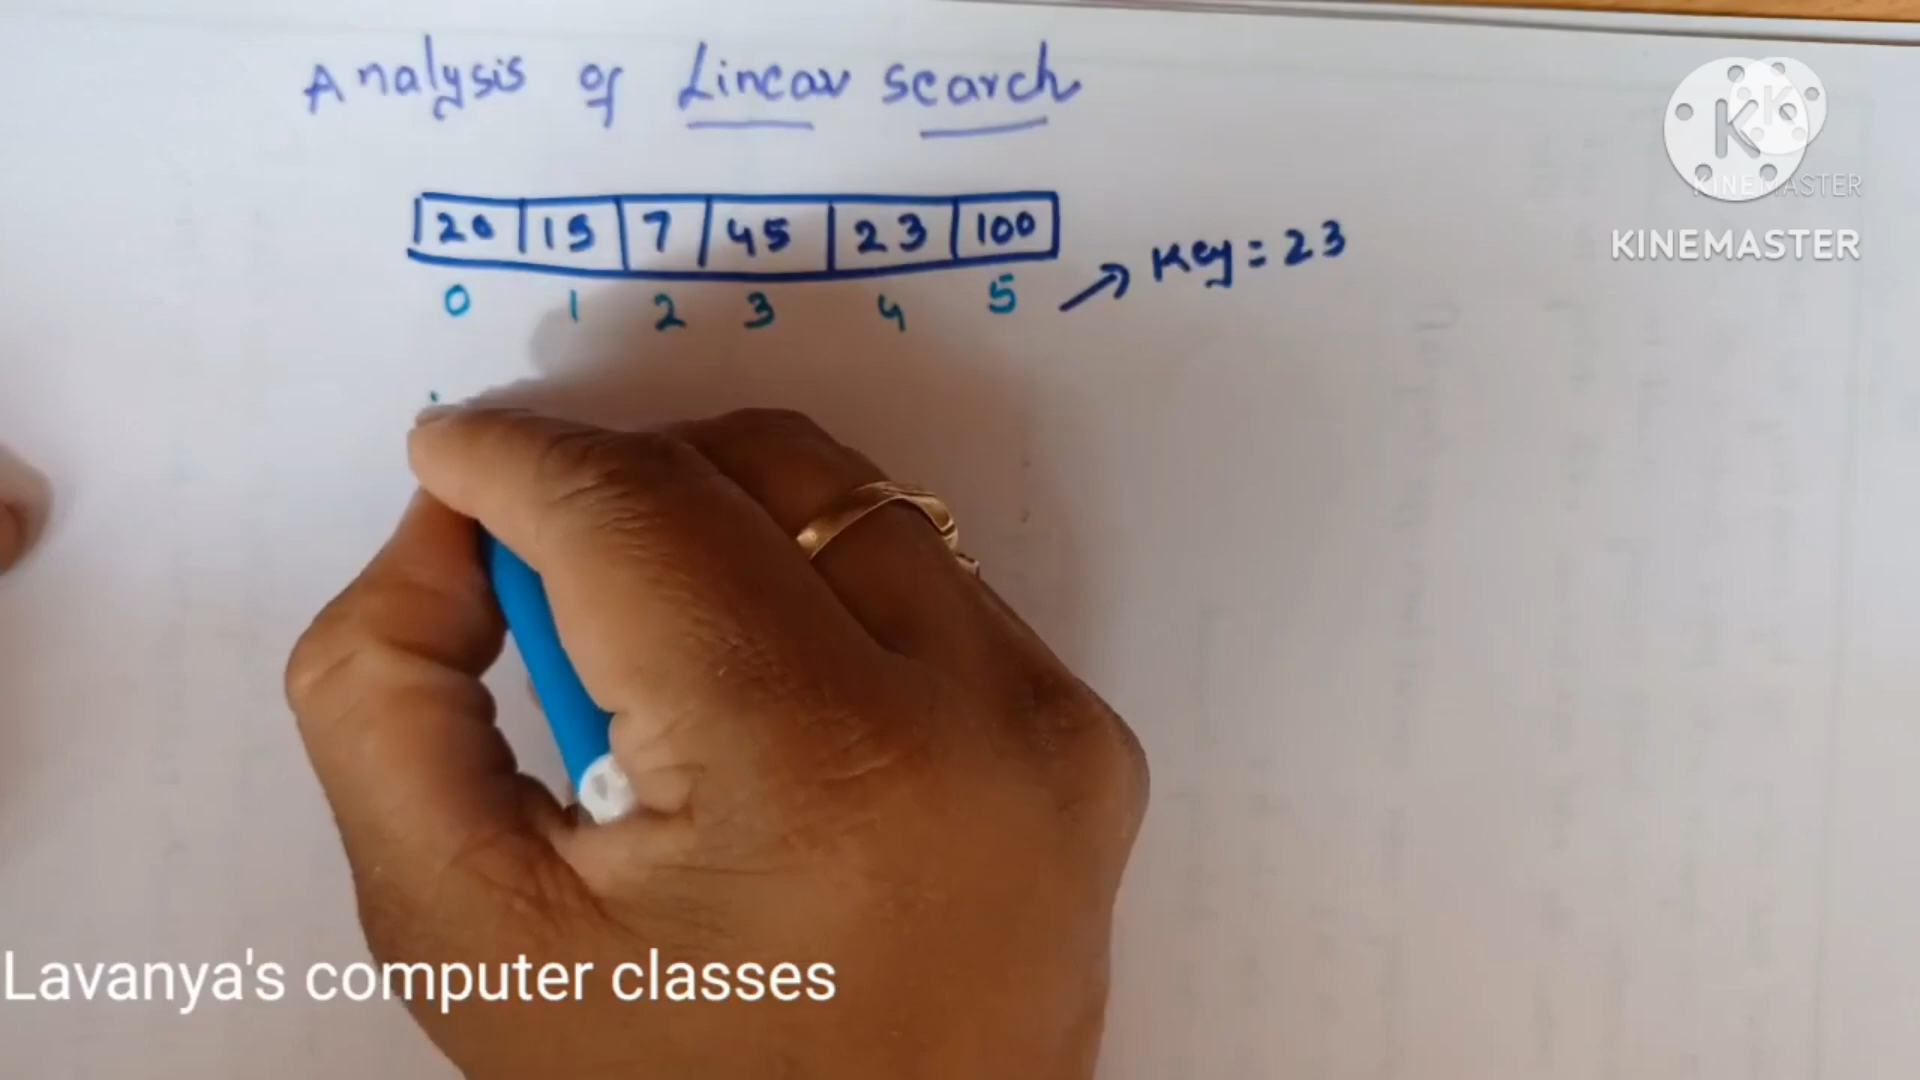 Analysis of Linear search
20 15 7 45 23 100
Key = 23
0 1 2 3 4 5
KINEMASTER
KINEMASTER
Lavanya's computer classes